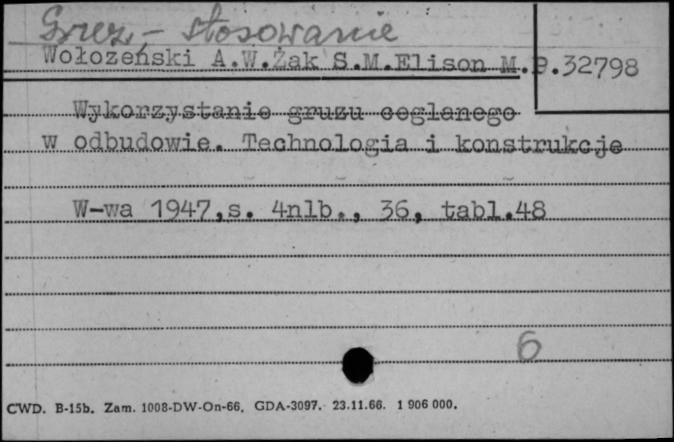 Gruz - stosowanie
Wołozeński A.W.Żak S.M.Elison M.B.32798
Wykorzystanie gruzu ceglanego
w odbudowie. Technologia i konstrukcje
W-wa 1947,s. 4nlb., 36, tabl.48
6
CWD. B-15b. Zam. 1008-DW-On-66. GDA-3097. 23.11.66. 1 906 000.